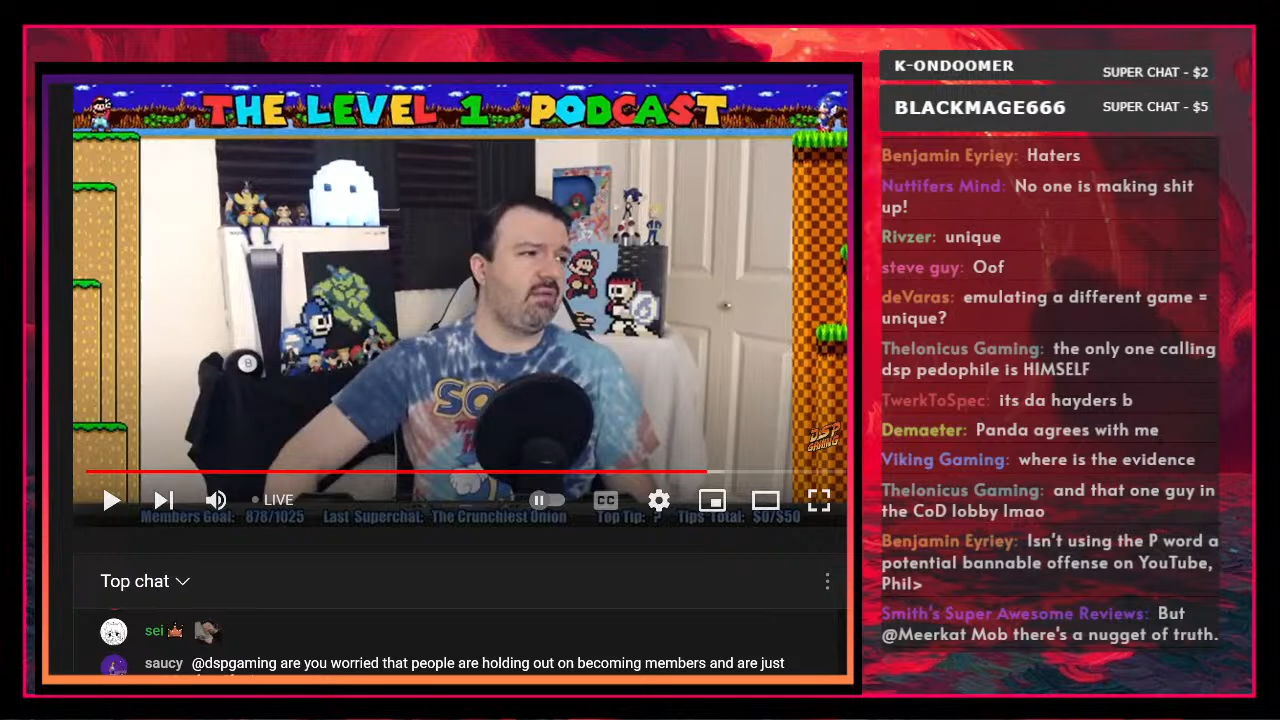 THE LEVEL 1 PODCAST
8
DSP
GAMING
LIVE
CC
Members Goal: 878/1025 Last Superchat: The Crunchiest Onion Top Tip: ? Tips Total: $0/$50
Top chat
sei
saucy @dspgaming are you worried that people are holding out on becoming members and are just
K-ONDOOMER SUPER CHAT - $2
BLACKMAGE666 SUPER CHAT - $5
Benjamin Eyriey: Haters
Nuttifers Mind: No one is making shit
up!
Rivzer: unique
steve guy: Oof
deVaras: emulating a different game =
unique?
Thelonicus Gaming: the only one calling
dsp pedophile is HIMSELF
TwerkToSpec: its da hayders b
Demaeter: Panda agrees with me
Viking Gaming: where is the evidence
Thelonicus Gaming: and that one guy in
the CoD lobby lmao
Benjamin Eyriey: Isn't using the P word a
potential bannable offense on YouTube,
Phil>
Smith's Super Awesome Reviews: But
@Meerkat Mob there's a nugget of truth.